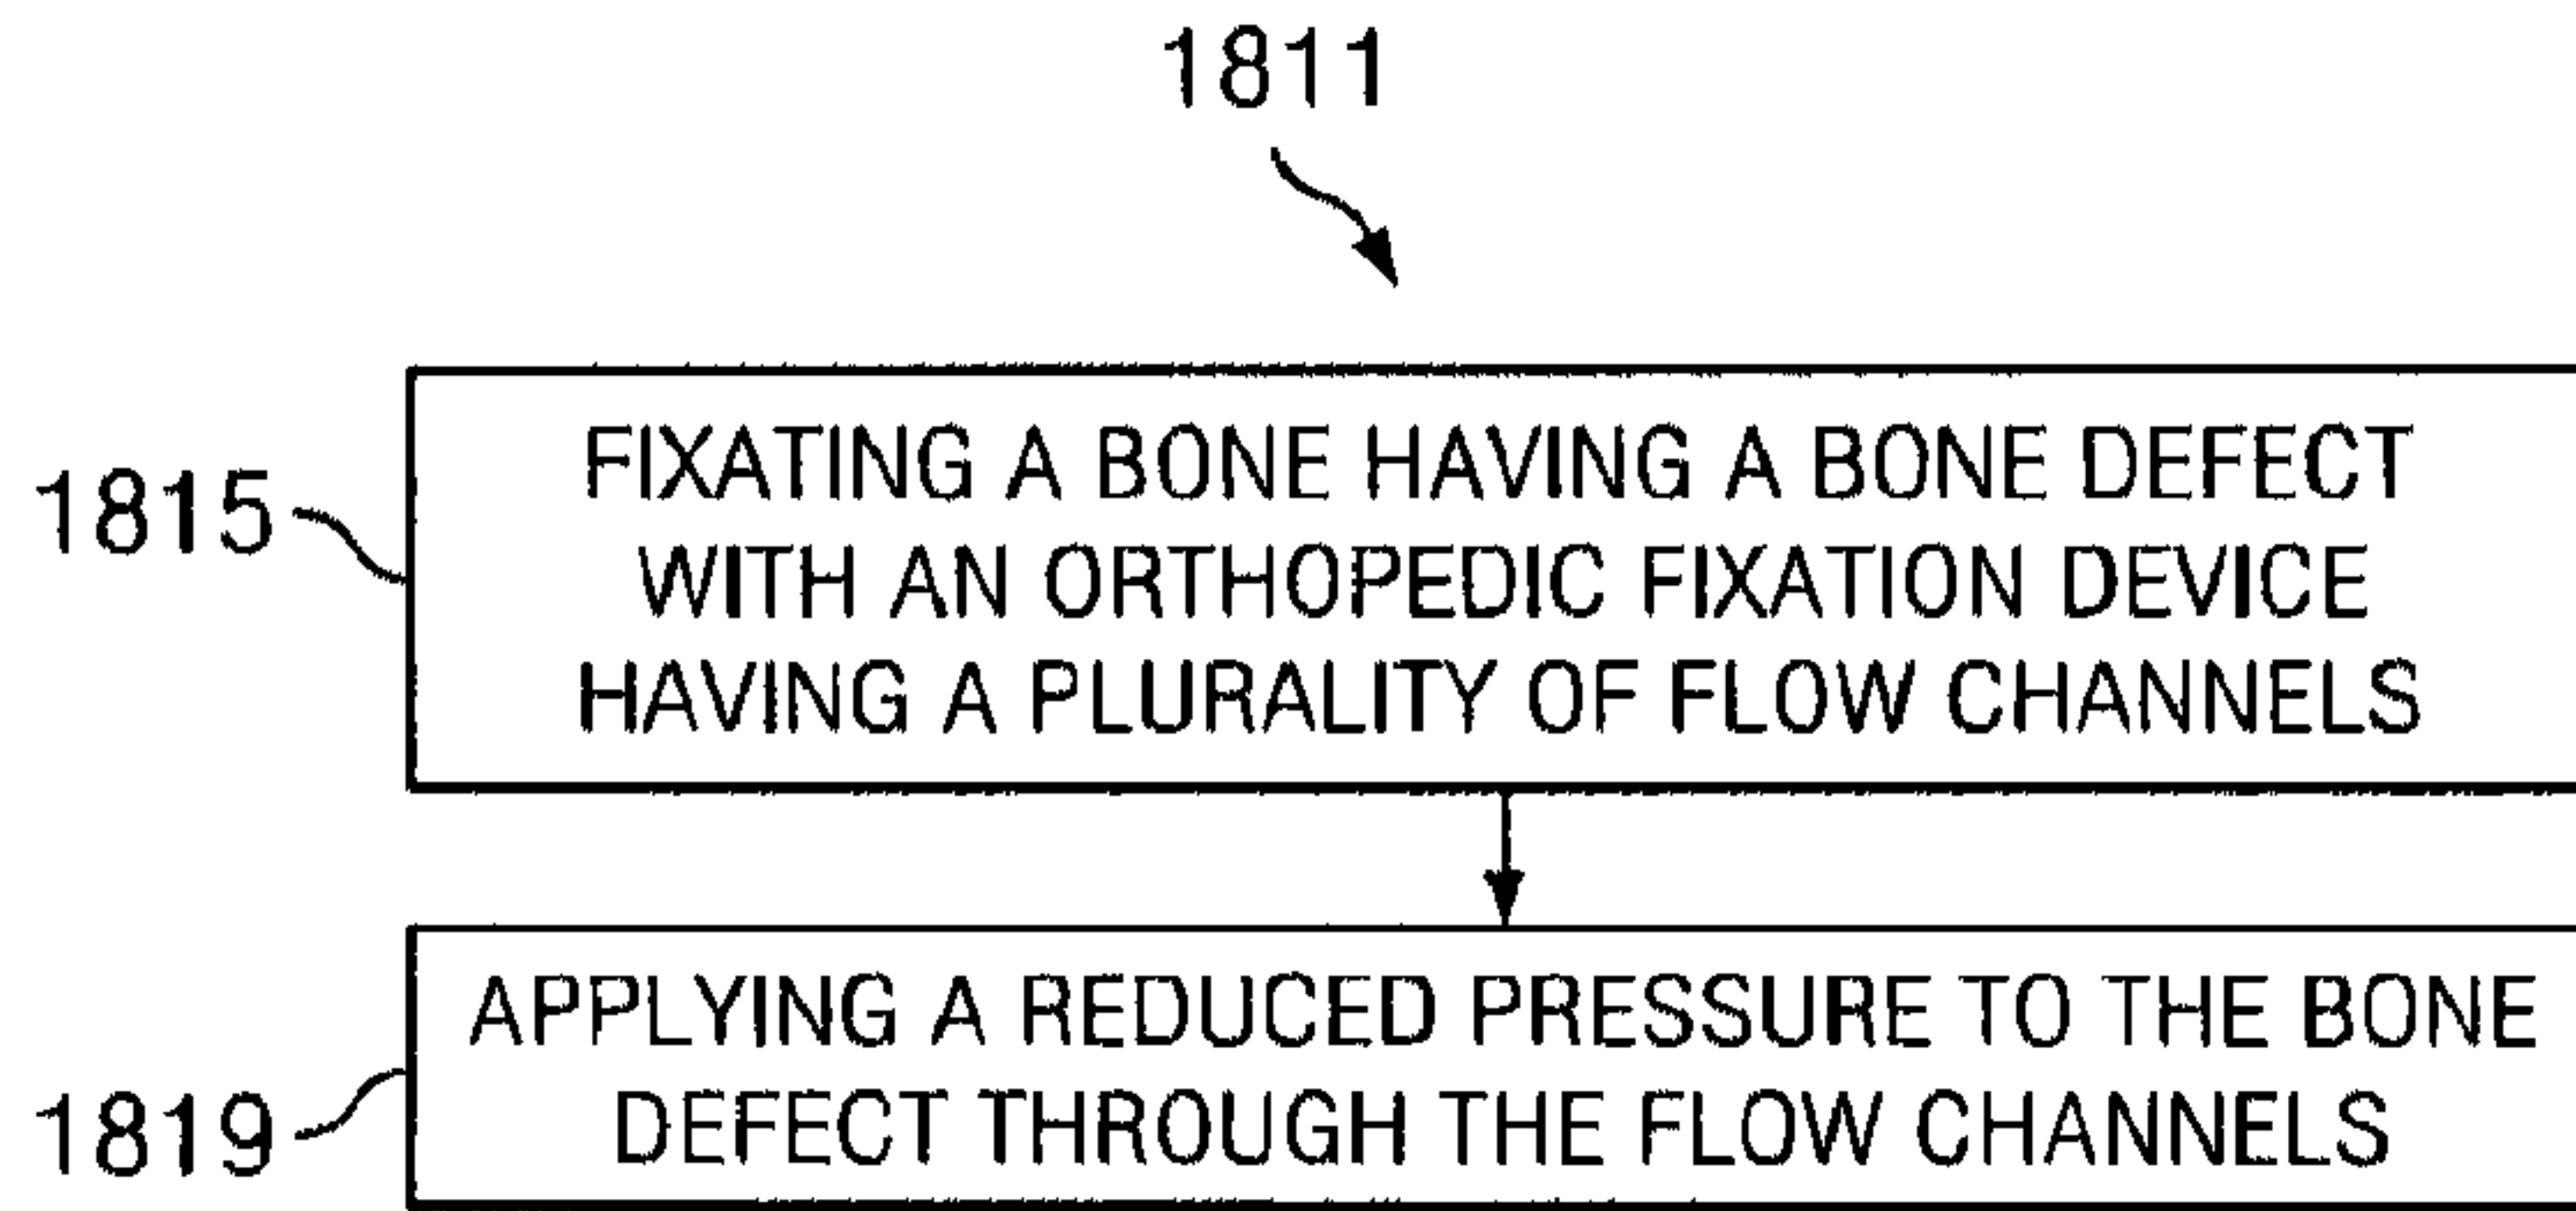 1811
1815
FIXATING A BONE HAVING A BONE DEFECT
WITH AN ORTHOPEDIC FIXATION DEVICE
HAVING A PLURALITY OF FLOW CHANNELS
1819
APPLYING A REDUCED PRESSURE TO THE BONE
DEFECT THROUGH THE FLOW CHANNELS